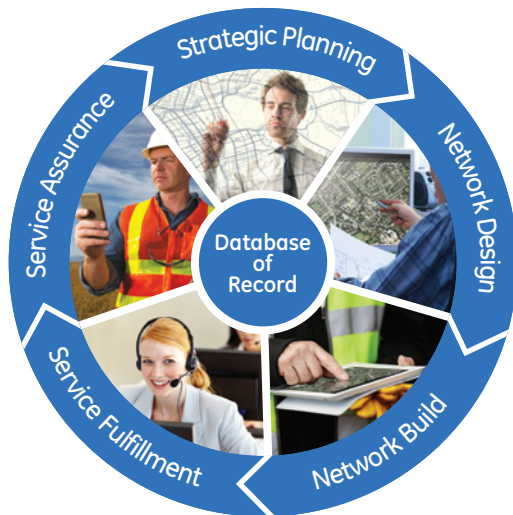 Strategic Planning
Network Design
Network Build
Service Fulfillment
Service Assurance
Database
of
Record